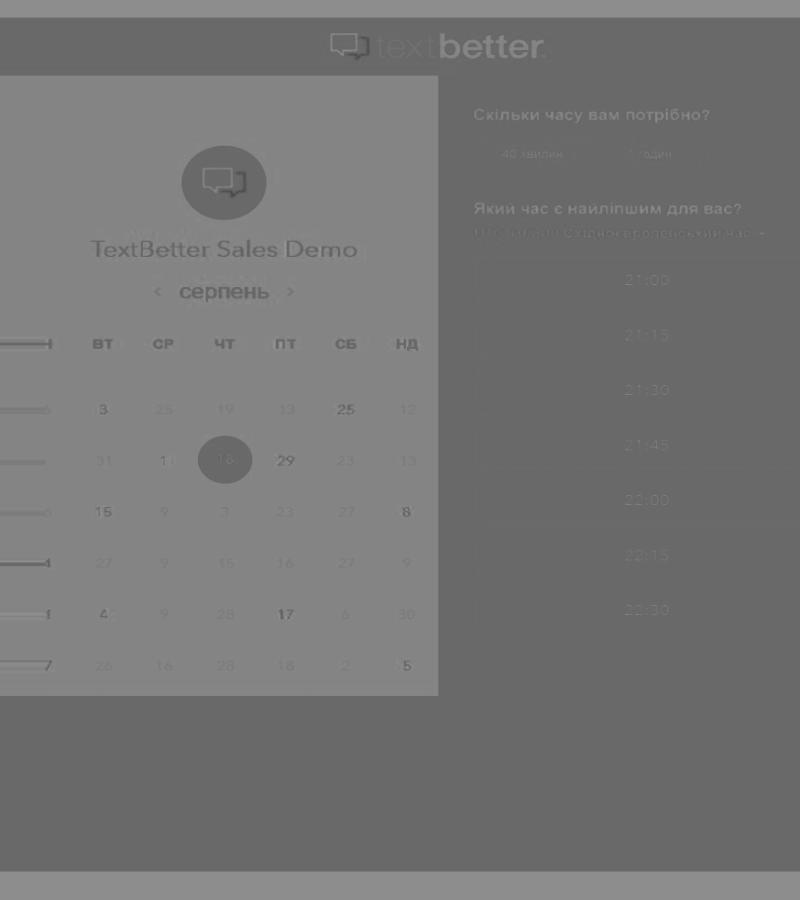 textbetter
Скільки часу вам потрібно?
40 хвилин
годин
Який час є найліпшим для вас?
Східноєвропейський час
TextBetter Sales Demo
< серпень >
ВТ СР ЧТ ПТ СБ НД
3 25 19 13 25 12
31 1 18 29 23 13
15 9 3 23 27 8
4 27 9 15 16 27 9
4 9 28 17 6 30
7 26 16 28 18 2 5
21:00
21:15
21:30
21:45
22:00
22:15
22:30